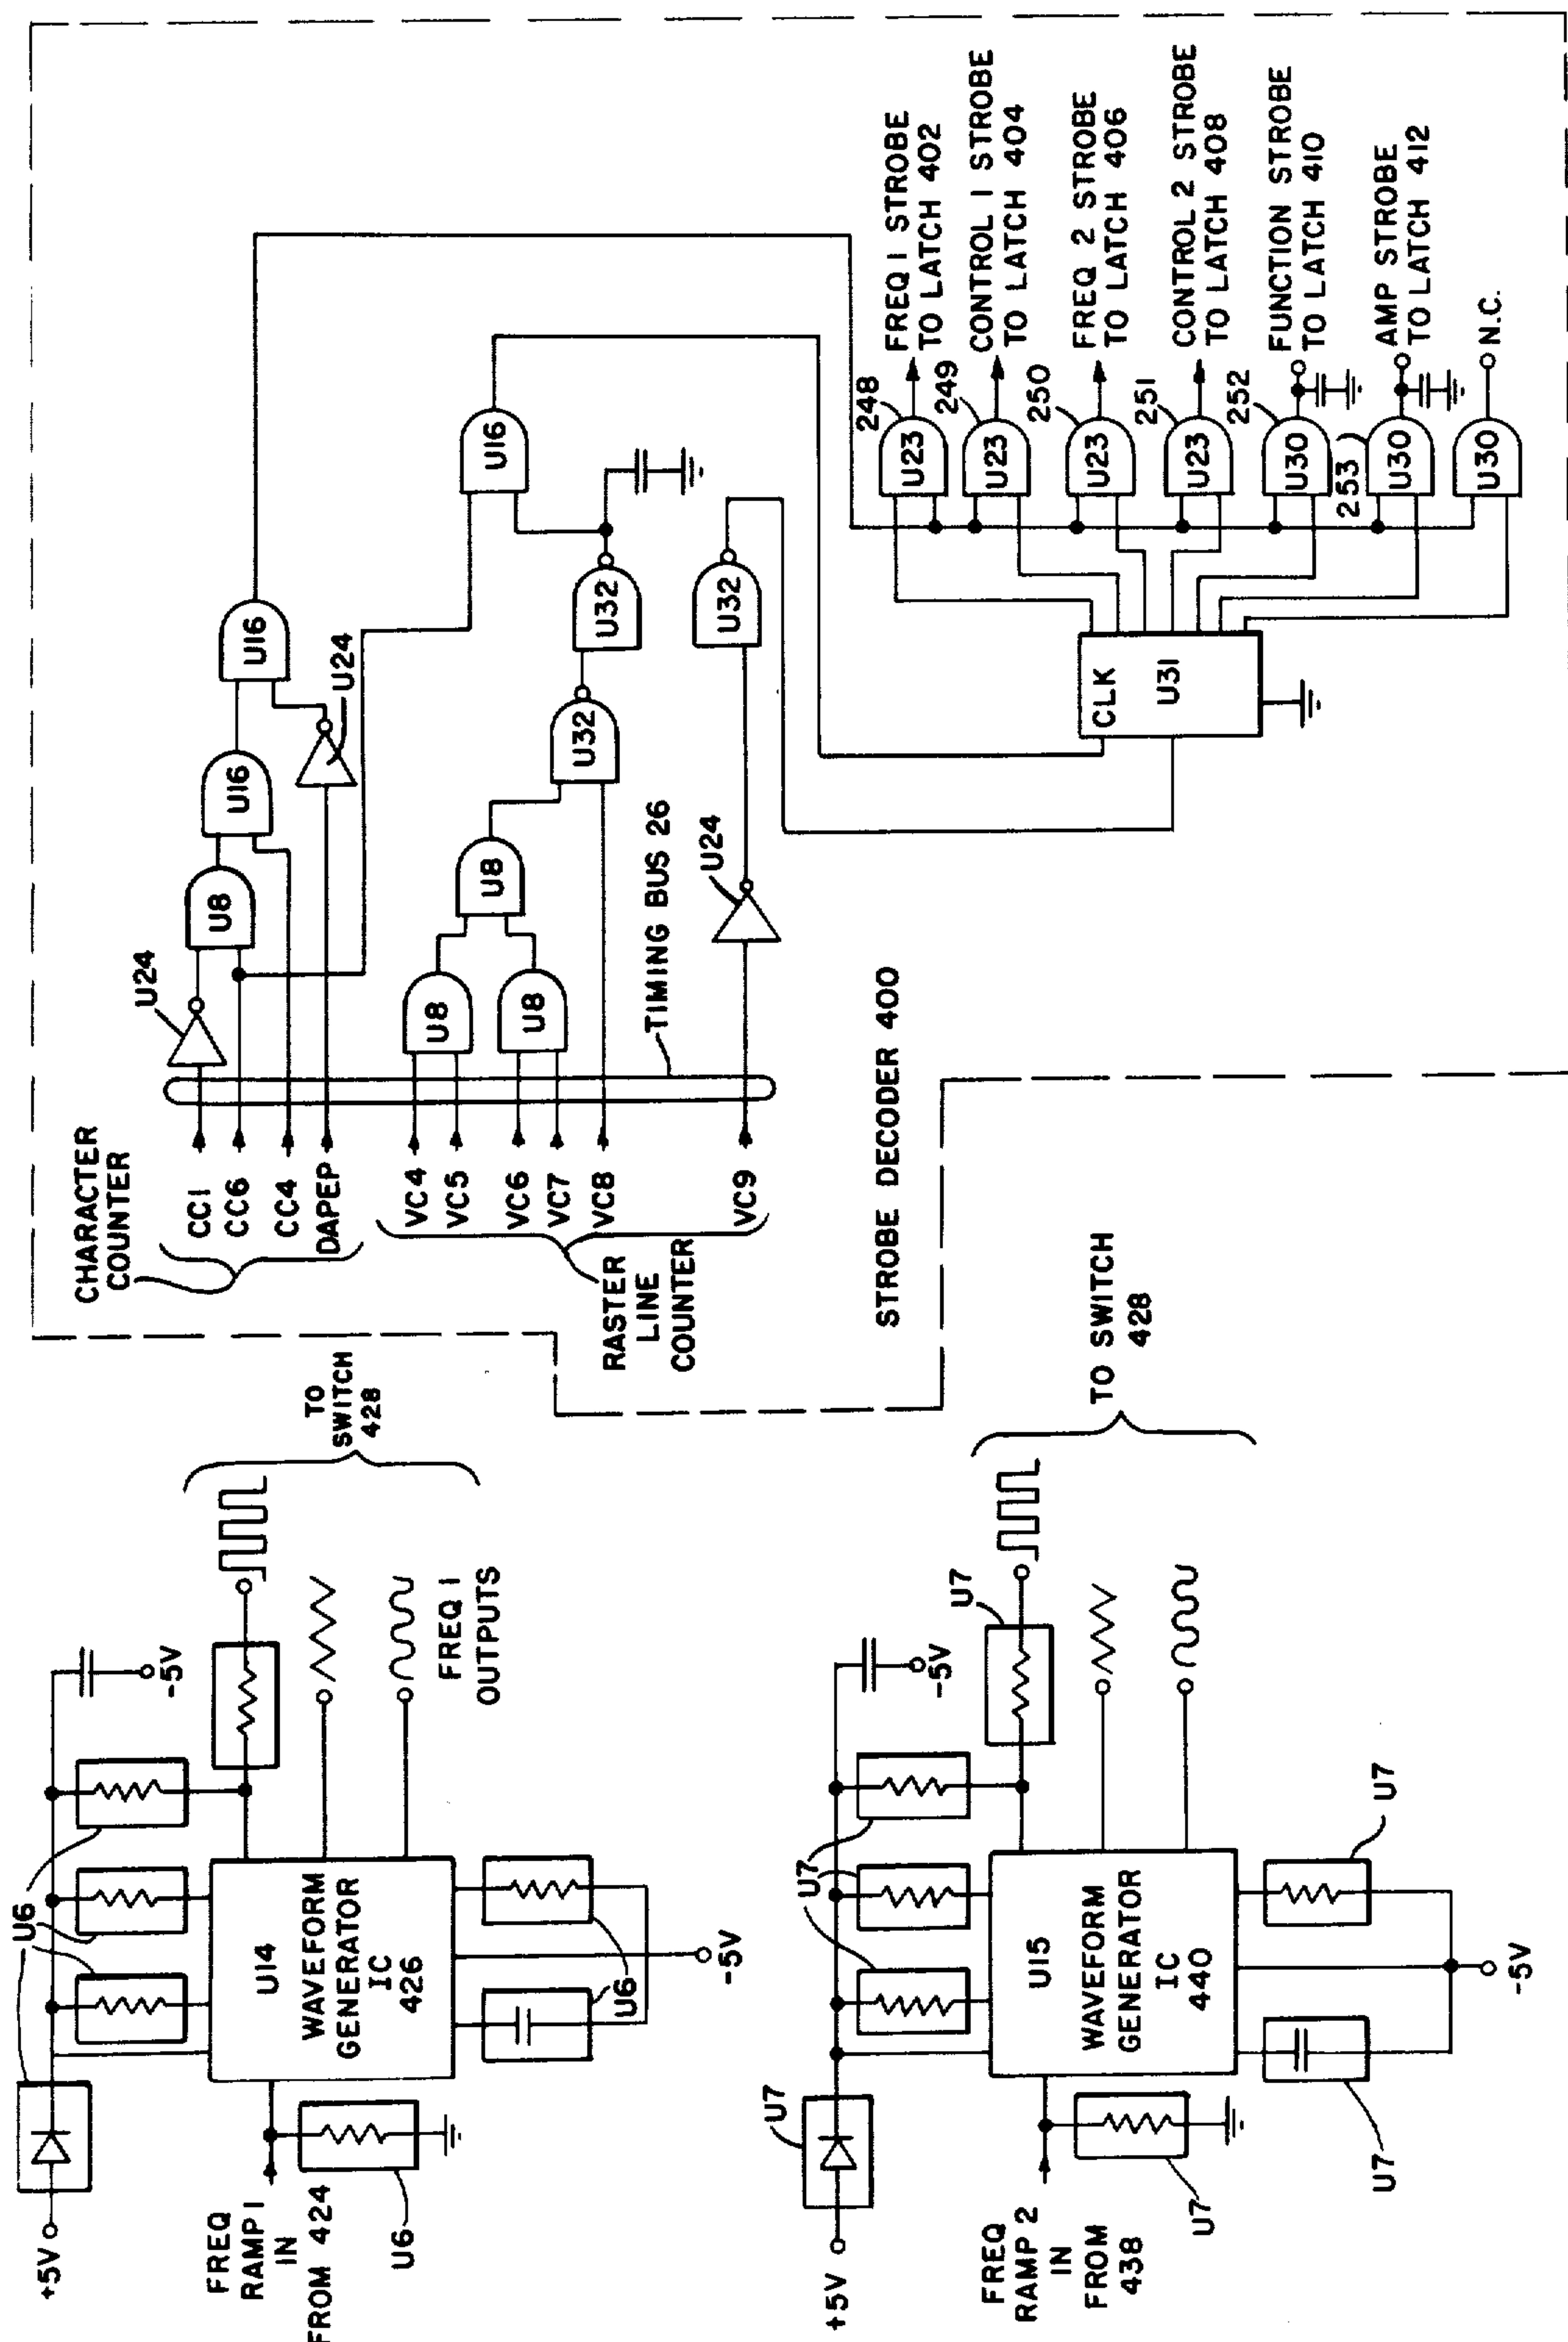 CHARACTER
COUNTER
CC1
CC6
CC4
DAPEP
U24
U8
U16
U16
U24
VC4
VC5
VC6
VC7
VC8
VC9
RASTER
LINE
COUNTER
U8
U8
U8
U32
U32
U16
TIMING BUS 26
U24
U32
STROBE DECODER 400
CLK
U31
248
U23
FREQ 1 STROBE
TO LATCH 402
249
U23
CONTROL 1 STROBE
TO LATCH 404
250
U23
FREQ 2 STROBE
TO LATCH 406
251
U23
CONTROL 2 STROBE
TO LATCH 408
252
U30
FUNCTION STROBE
TO LATCH 410
253
U30
AMP STROBE
TO LATCH 412
U30
N.C.
+5V
U6
-5V
U14
WAVEFORM
GENERATOR
IC
426
FREQ
RAMP 1
IN
FROM 424
U6
U6
-5V
FREQ 1
OUTPUTS
TO
SWITCH
428
+5V
U7
U7
-5V
U7
U15
WAVEFORM
GENERATOR
IC
440
FREQ
RAMP 2
IN
FROM
438
U7
U7
U7
-5V
TO SWITCH
428